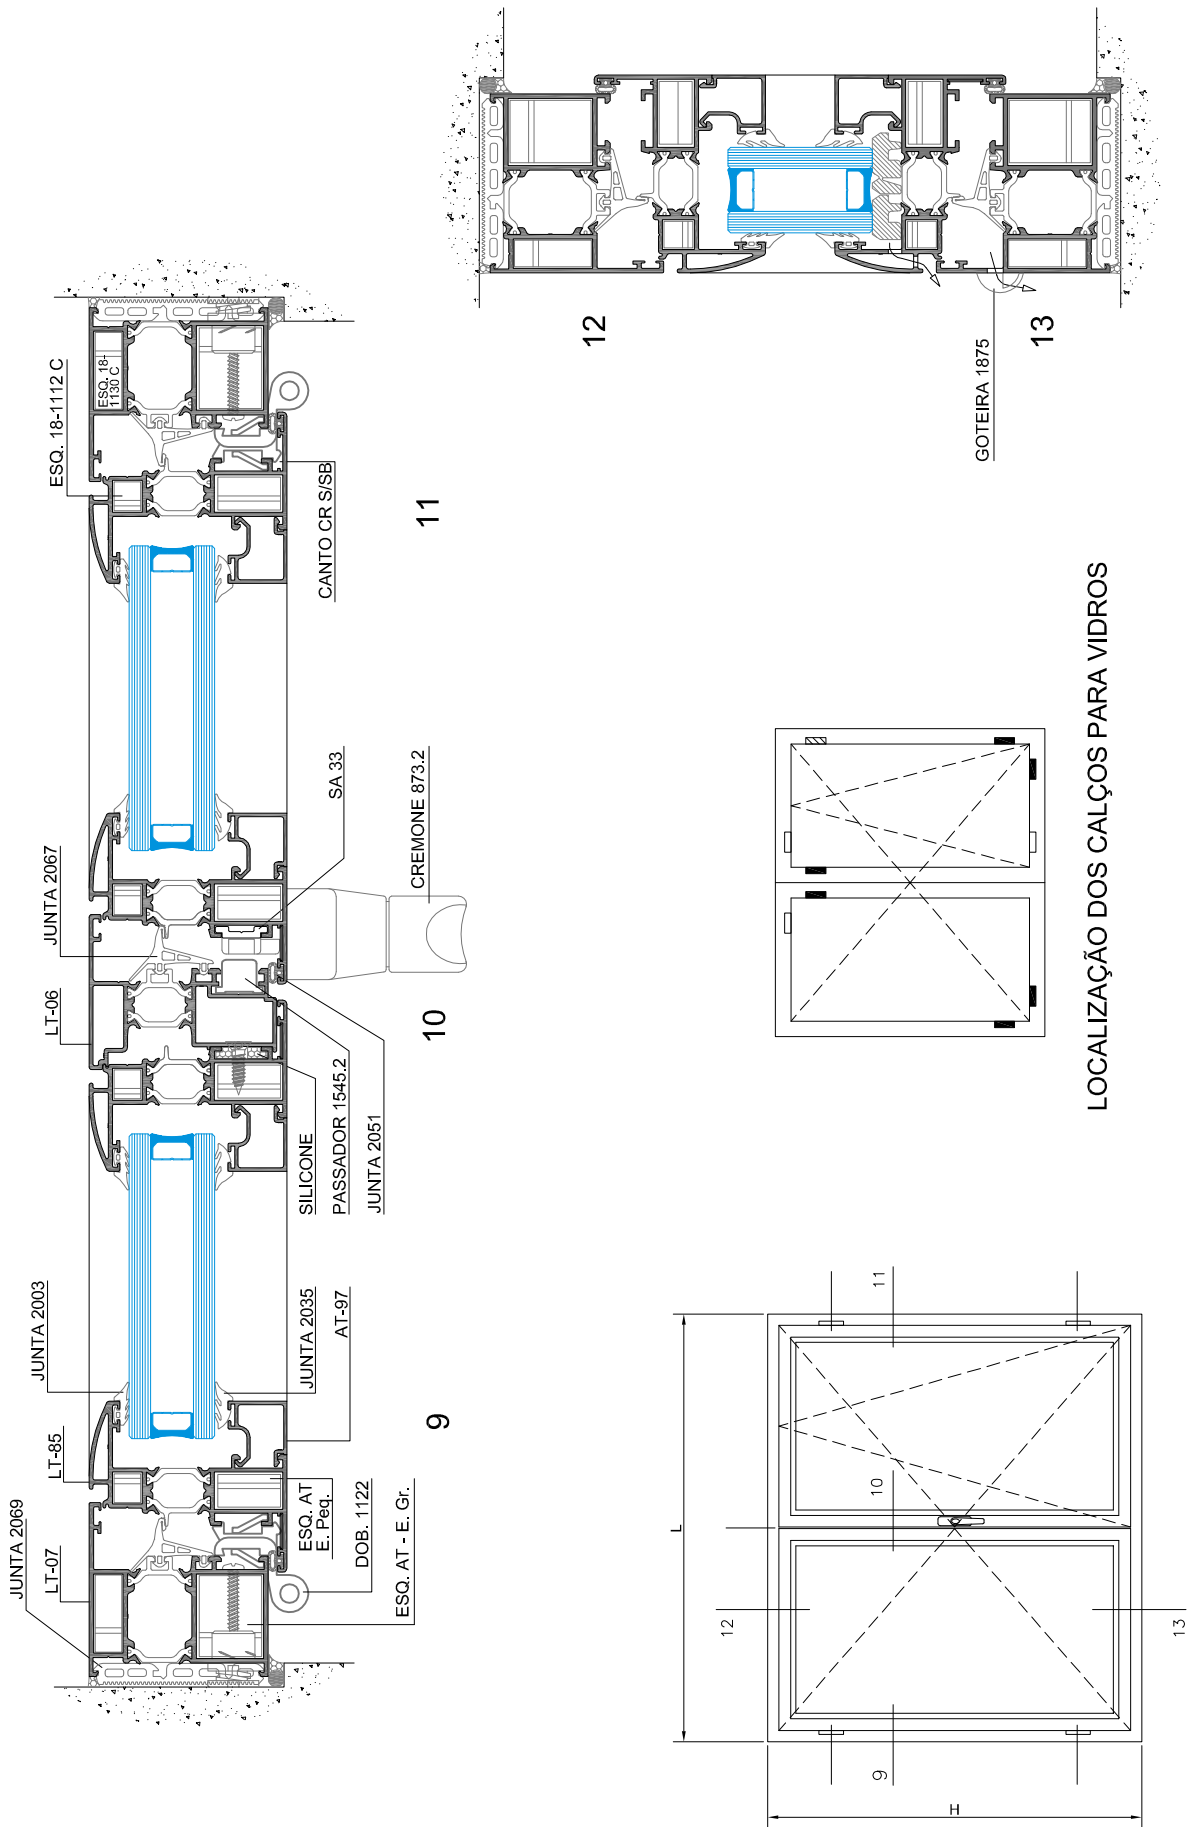 JUNTA 2069
LT-07
LT-85
JUNTA 2003
LT-06
JUNTA 2067
ESQ. 18-1112 C
ESQ. 18-
1130 C
ESQ. AT
E. Peq.
DOB. 1122
ESQ. AT - E. Gr.
JUNTA 2035
AT-97
SILICONE
PASSADOR 1545.2
JUNTA 2051
SA 33
CREMONE 873.2
CANTO CR S/SB
9
10
11
12
13
GOTEIRA 1875
LOCALIZAÇÃO DOS CALÇOS PARA VIDROS
L
H
9
10
11
12
13